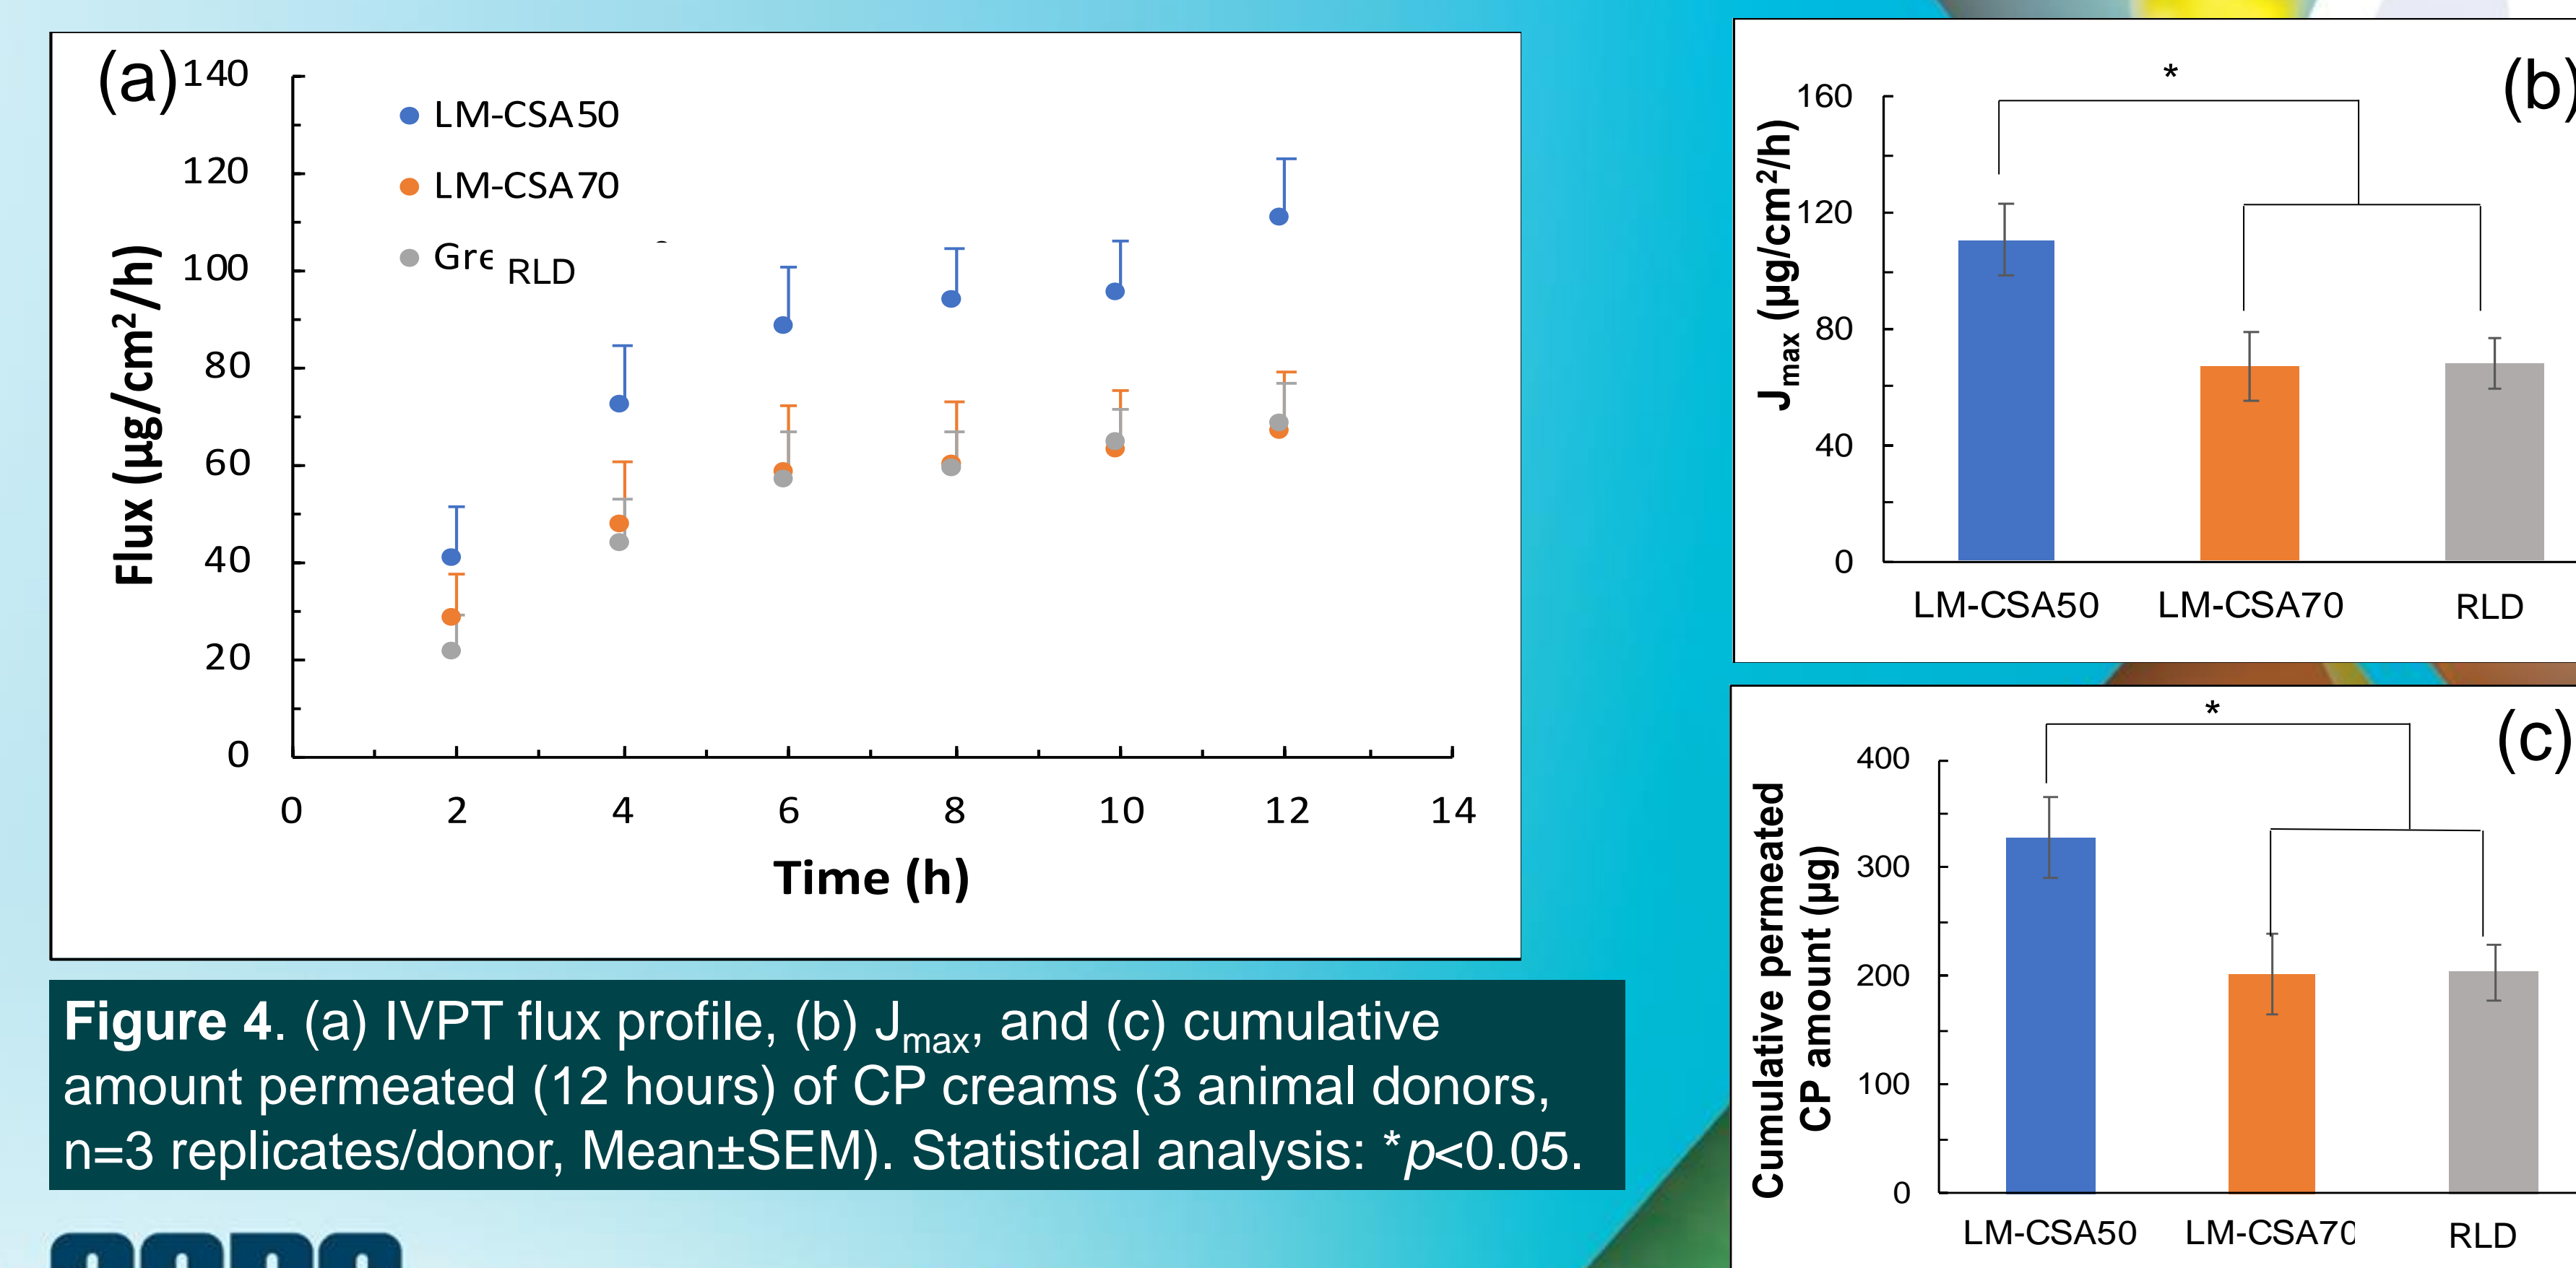 (a)
140
120
100
80
60
40
20
0
LM-CSA50
LM-CSA70
RLD
Flux (µg/cm²/h)
0 2 4 6 8 10 12 14
Time (h)
(b)
*
160
120
80
40
0
Jmax (µg/cm²/h)
LM-CSA50 LM-CSA70 RLD
(c)
*
400
300
200
100
0
Cumulative permeated
CP amount (µg)
LM-CSA50 LM-CSA70 RLD
Figure 4. (a) IVPT flux profile, (b) Jmax, and (c) cumulative
amount permeated (12 hours) of CP creams (3 animal donors,
n=3 replicates/donor, Mean±SEM). Statistical analysis: *p<0.05.